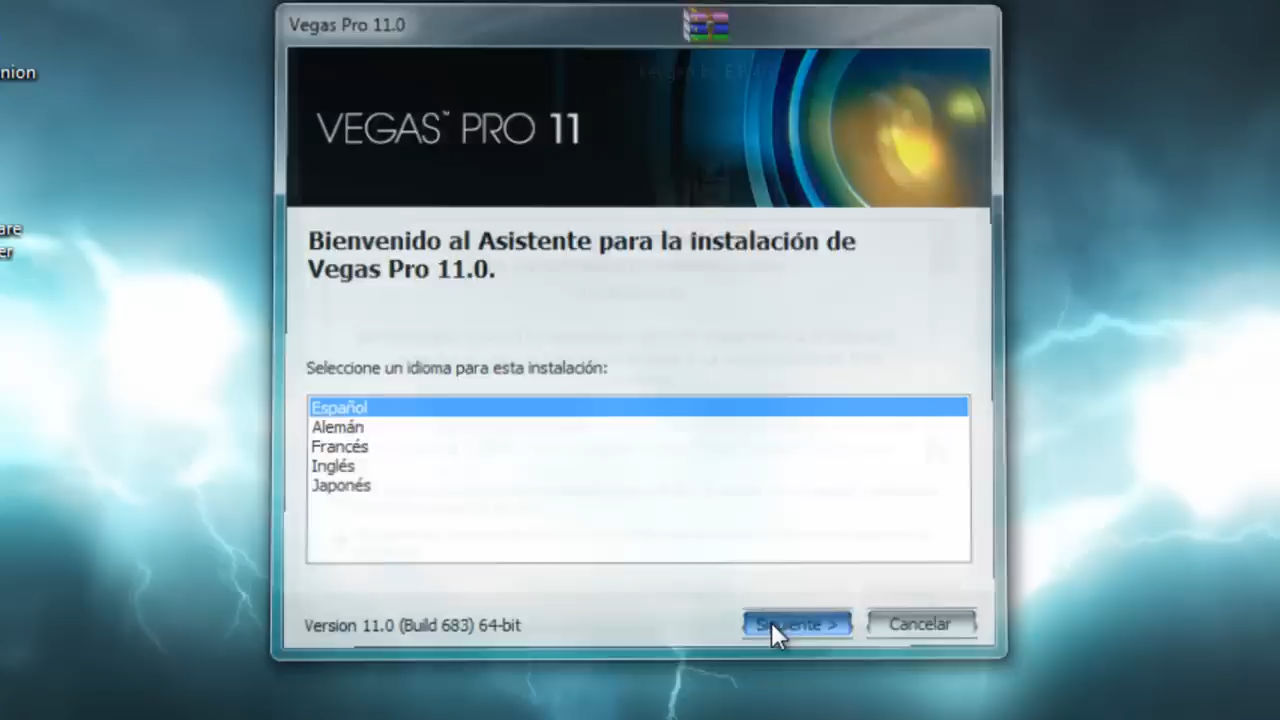 Vegas Pro 11.0
nion
VEGAS™ PRO 11
are
er
Bienvenido al Asistente para la instalación de
Vegas Pro 11.0.
Seleccione un idioma para esta instalación:
Español
Alemán
Francés
Inglés
Japonés
Version 11.0 (Build 683) 64-bit
Siguiente >
Cancelar